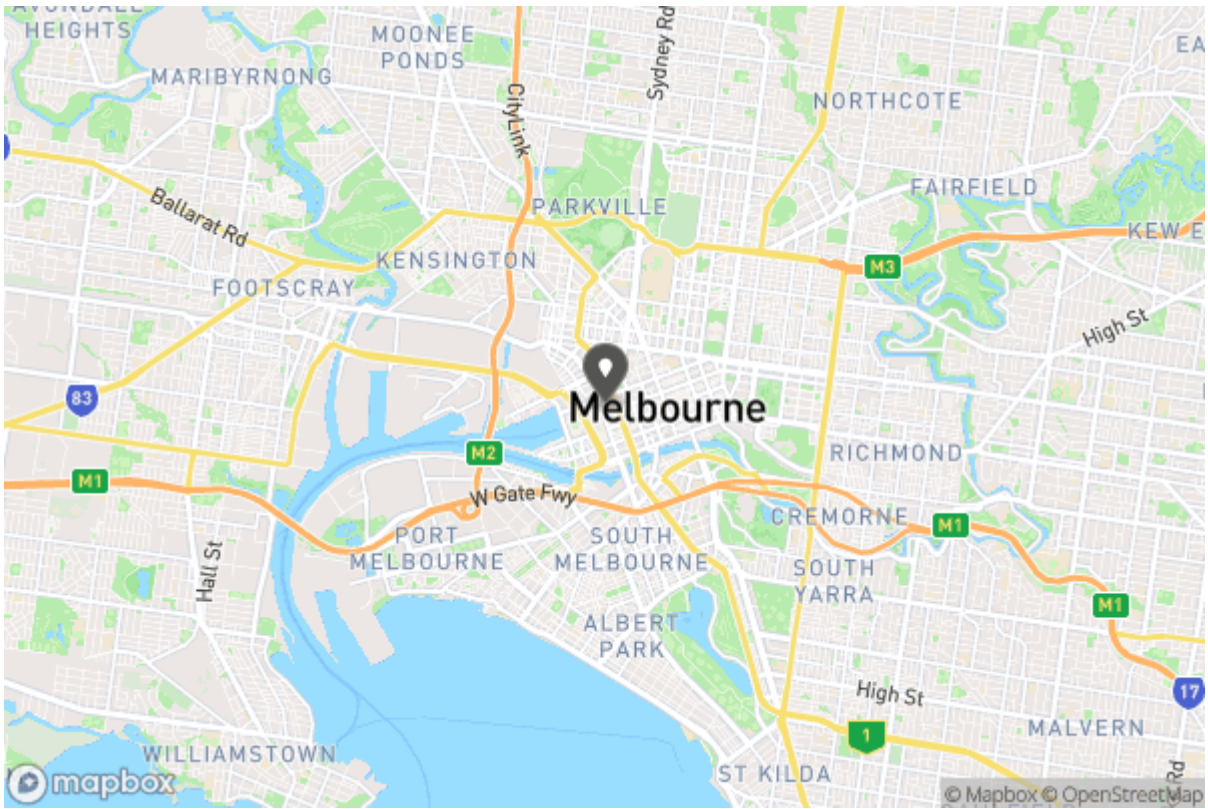 AVONDALE
HEIGHTS
MOONEE
PONDS
MARIBYRNONG
CityLink
Sydney Rd
NORTHCOTE
Ballarat Rd
PARKVILLE
FAIRFIELD
KENSINGTON
KEW E
M3
FOOTSCRAY
High St
83
Melbourne
M2
RICHMOND
M1
W Gate Fwy
CREMORNE
M1
PORT
MELBOURNE
SOUTH
MELBOURNE
Hall St
SOUTH
YARRA
M1
ALBERT
PARK
High St
17
MALVERN
1
WILLIAMSTOWN
ST KILDA
Rd
mapbox
© Mapbox © OpenStreetMap